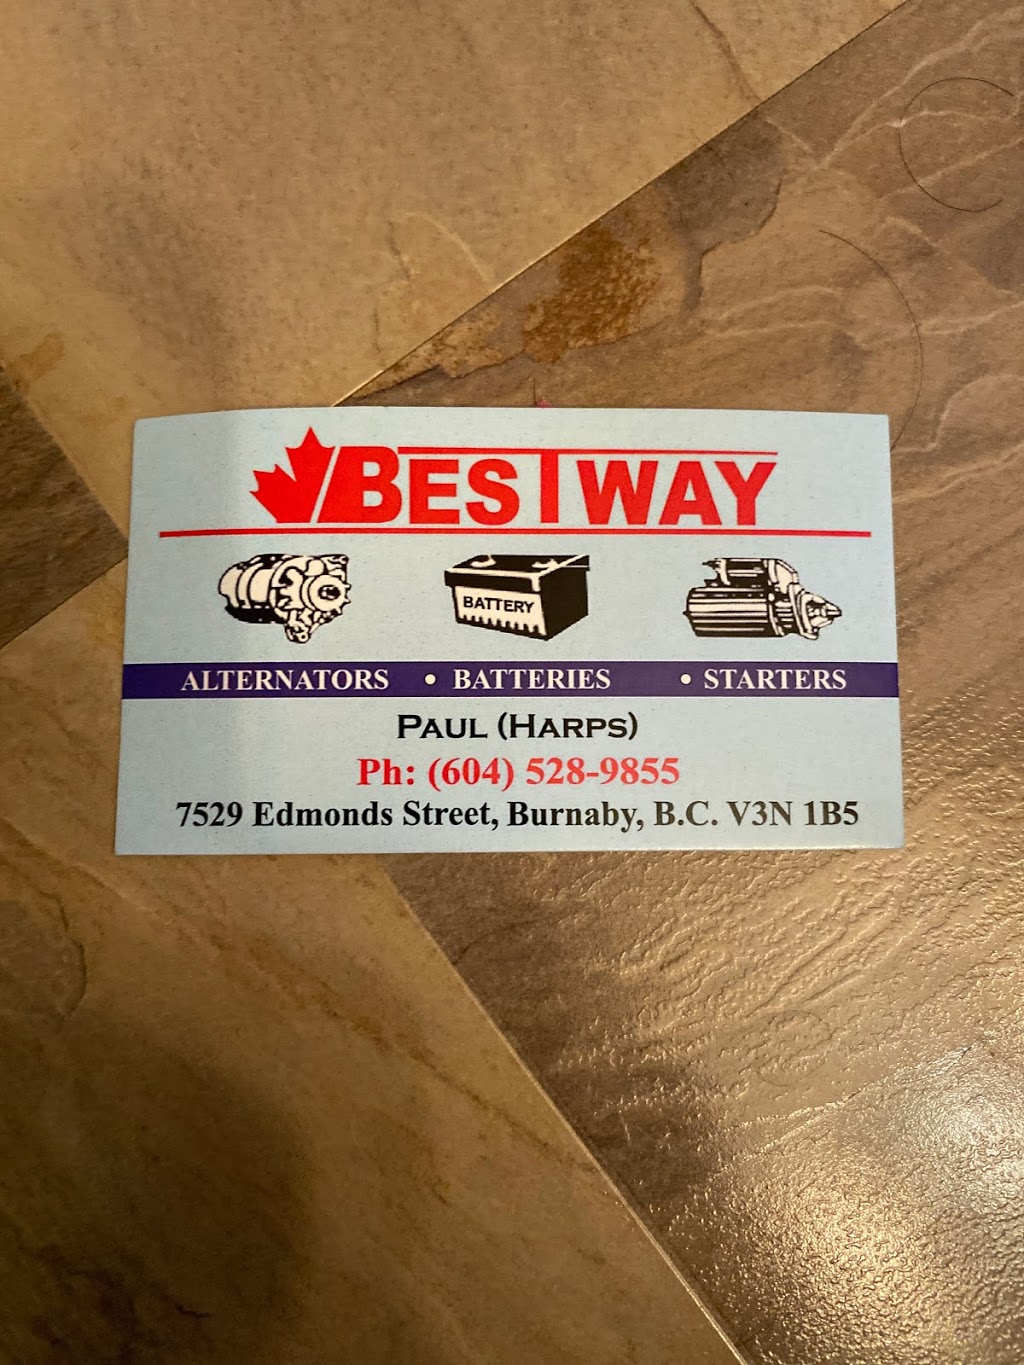 BESTWAY
BATTERY
ALTERNATORS • BATTERIES • STARTERS
PAUL (HARPS)
Ph: (604) 528-9855
7529 Edmonds Street, Burnaby, B.C. V3N 1B5